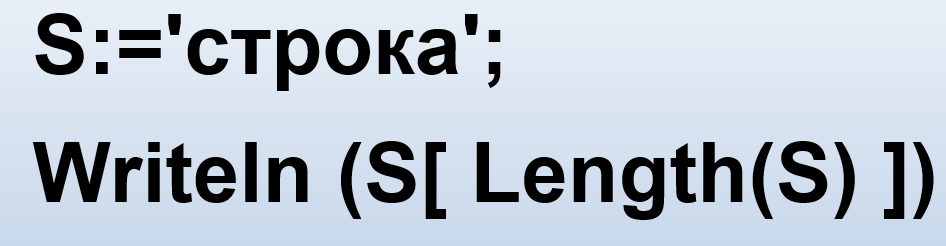 S:='строка';
Writeln (S[ Length(S) ])